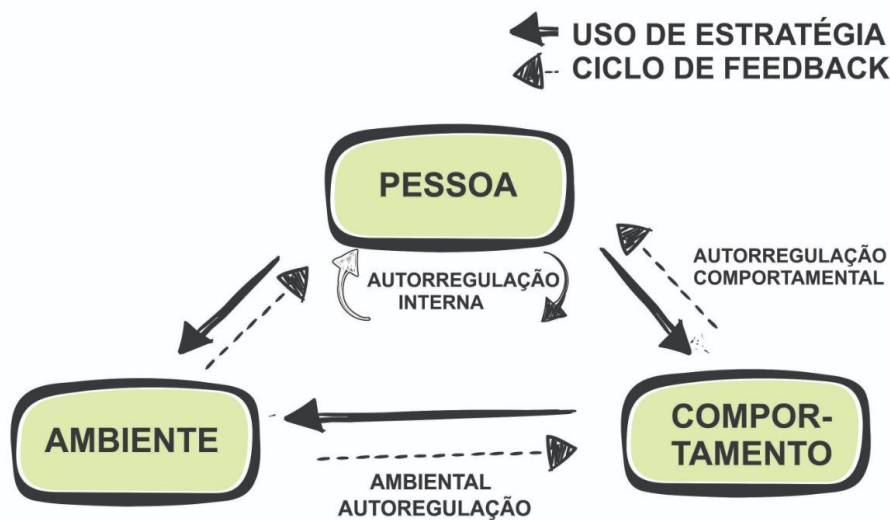 USO DE ESTRATÉGIA
CICLO DE FEEDBACK
PESSOA
AUTORREGULAÇÃO
COMPORTAMENTAL
AUTORREGULAÇÃO
INTERNA
AMBIENTE
COMPOR-
TAMENTO
AMBIENTAL
AUTOREGULAÇÃO